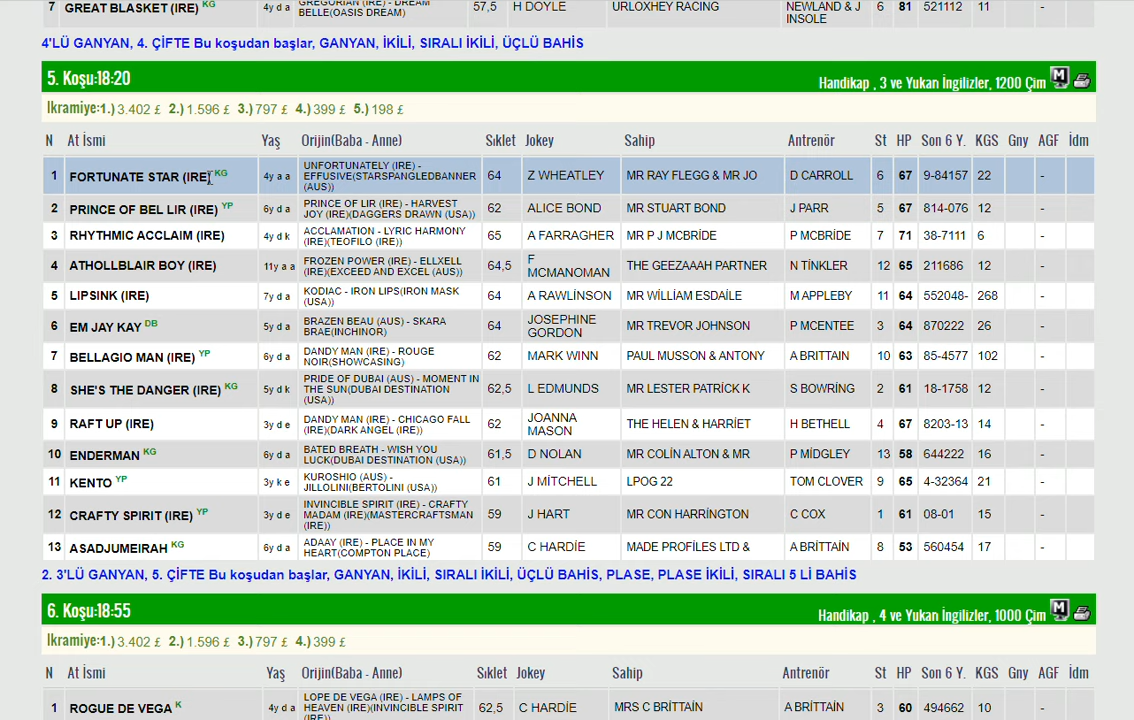 7 GREAT BLASKET (IRE) KG 4y d a GREGORIAN (IRE) - DREAM BELLE(OASIS DREAM) 57,5 H DOYLE URLOXHEY RACING NEWLAND & J INSOLE 6 81 521112 11 -
4'LÜ GANYAN, 4. ÇİFTE Bu koşudan başlar, GANYAN, İKİLİ, SIRALI İKİLİ, ÜÇLÜ BAHİS
5. Koşu:18:20 Handikap , 3 ve Yukarı İngilizler, 1200 Çim M
İkramiye:1.) 3.402 £ 2.) 1.596 £ 3.) 797 £ 4.) 399 £ 5.) 198 £
N At İsmi Yaş Orijin(Baba - Anne) Sıklet Jokey Sahip Antrenör St HP Son 6 Y. KGS Gny AGF İdm
1 FORTUNATE STAR (IRE) KG 4y a a UNFORTUNATELY (IRE) - EFFUSIVE(STARSPANGLEDBANNER (AUS)) 64 Z WHEATLEY MR RAY FLEGG & MR JO D CARROLL 6 67 9-84157 22 -
2 PRINCE OF BEL LIR (IRE) YP 6y d a PRINCE OF LIR (IRE) - HARVEST JOY (IRE)(DAGGERS DRAWN (USA)) 62 ALICE BOND MR STUART BOND J PARR 5 67 814-076 12 -
3 RHYTHMIC ACCLAIM (IRE) 4y d k ACCLAMATION - LYRIC HARMONY (IRE)(TEOFILO (IRE)) 65 A FARRAGHER MR P J MCBRİDE P MCBRİDE 7 71 38-7111 6 -
4 ATHOLLBLAIR BOY (IRE) 11y a a FROZEN POWER (IRE) - ELLXELL (IRE)(EXCEED AND EXCEL (AUS)) 64,5 F MCMANOMAN THE GEEZAAAH PARTNER N TİNKLER 12 65 211686 12 -
5 LIPSINK (IRE) 7y d a KODIAC - IRON LIPS(IRON MASK (USA)) 64 A RAWLİNSON MR WİLLİAM ESDAİLE M APPLEBY 11 64 552048- 268 -
6 EM JAY KAY DB 5y d a BRAZEN BEAU (AUS) - SKARA BRAE(INCHINOR) 64 JOSEPHINE GORDON MR TREVOR JOHNSON P MCENTEE 3 64 870222 26 -
7 BELLAGIO MAN (IRE) YP 6y d a DANDY MAN (IRE) - ROUGE NOIR(SHOWCASING) 62 MARK WINN PAUL MUSSON & ANTONY A BRITTAIN 10 63 85-4577 102 -
8 SHE'S THE DANGER (IRE) KG 5y d k PRIDE OF DUBAI (AUS) - MOMENT IN THE SUN(DUBAI DESTINATION (USA)) 62,5 L EDMUNDS MR LESTER PATRİCK K S BOWRİNG 2 61 18-1758 12 -
9 RAFT UP (IRE) 3y d e DANDY MAN (IRE) - CHICAGO FALL (IRE)(DARK ANGEL (IRE)) 62 JOANNA MASON THE HELEN & HARRİET H BETHELL 4 67 8203-13 14 -
10 ENDERMAN KG 6y d a BATED BREATH - WISH YOU LUCK(DUBAI DESTINATION (USA)) 61,5 D NOLAN MR COLİN ALTON & MR P MİDGLEY 13 58 644222 16 -
11 KENTO YP 3y k e KUROSHIO (AUS) - JILLOLINI(BERTOLINI (USA)) 61 J MİTCHELL LPOG 22 TOM CLOVER 9 65 4-32364 21 -
12 CRAFTY SPIRIT (IRE) YP 3y d e INVINCIBLE SPIRIT (IRE) - CRAFTY MADAM (IRE)(MASTERCRAFTSMAN (IRE)) 59 J HART MR CON HARRİNGTON C COX 1 61 08-01 15 -
13 ASADJUMEIRAH KG 6y d a ADAAY (IRE) - PLACE IN MY HEART(COMPTON PLACE) 59 C HARDİE MADE PROFİLES LTD & A BRİTTAİN 8 53 560454 17 -
2. 3'LÜ GANYAN, 5. ÇİFTE Bu koşudan başlar, GANYAN, İKİLİ, SIRALI İKİLİ, ÜÇLÜ BAHİS, PLASE, PLASE İKİLİ, SIRALI 5 Lİ BAHİS
6. Koşu:18:55 Handikap , 4 ve Yukarı İngilizler, 1000 Çim M
İkramiye:1.) 3.402 £ 2.) 1.596 £ 3.) 797 £ 4.) 399 £
N At İsmi Yaş Orijin(Baba - Anne) Sıklet Jokey Sahip Antrenör St HP Son 6 Y. KGS Gny AGF İdm
1 ROGUE DE VEGA K 4y d a LOPE DE VEGA (IRE) - LAMPS OF HEAVEN (IRE)(INVINCIBLE SPIRIT (IRE)) 62,5 C HARDİE MRS C BRİTTAİN A BRİTTAİN 3 60 494662 10 -